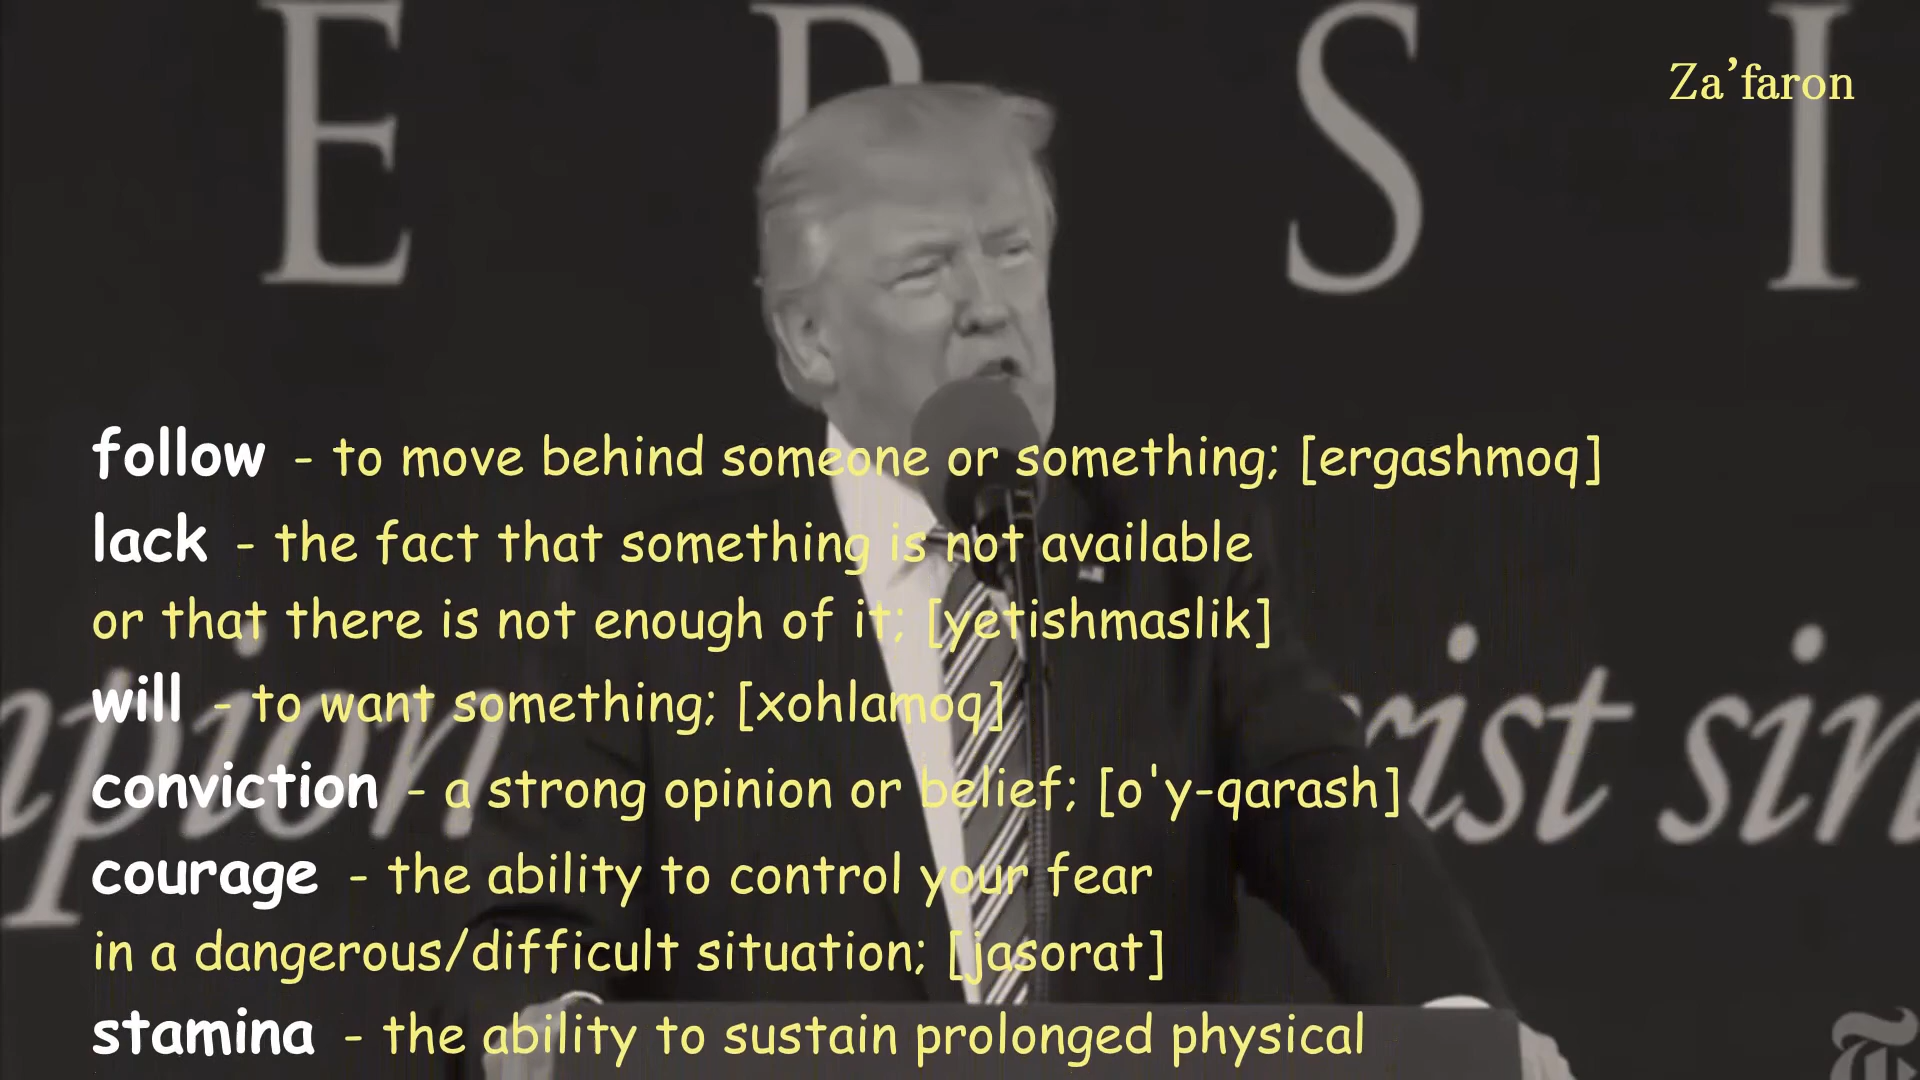 E R S I
Za’faron
follow - to move behind someone or something; [ergashmoq]
lack - the fact that something is not available
or that there is not enough of it; [yetishmaslik]
will - to want something; [xohlamoq]
mpion rist sin
conviction - a strong opinion or belief; [o'y-qarash]
courage - the ability to control your fear
in a dangerous/difficult situation; [jasorat]
stamina - the ability to sustain prolonged physical
T